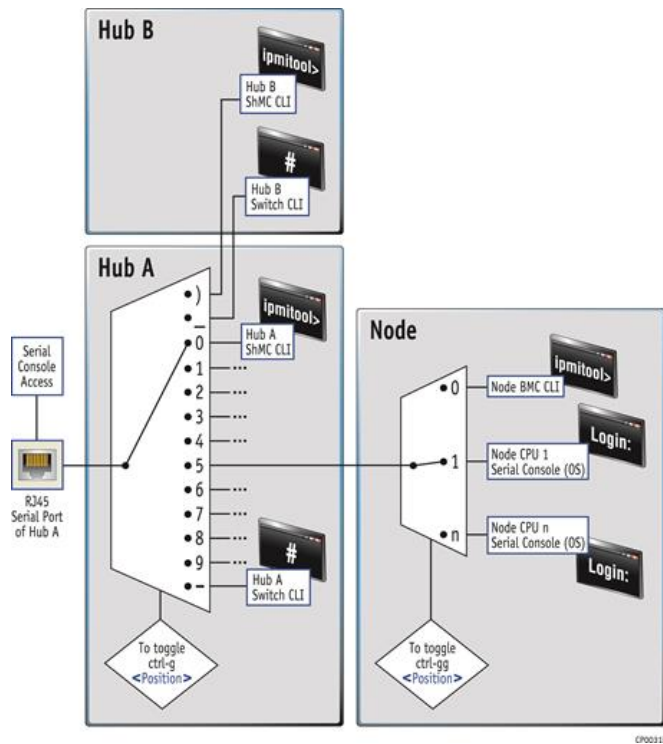 Hub B
ipmitool>
Hub B
ShMC CLI
#
Hub B
Switch CLI
Hub A
)
_
0
1 ...
2 ...
3 ...
4 ...
5
6 ...
7 ...
8 ...
9 ...
-
ipmitool>
Hub A
ShMC CLI
#
Hub A
Switch CLI
Serial
Console
Access
RJ45
Serial Port
of Hub A
To toggle
ctrl-g
<Position>
Node
0
1
n
ipmitool>
Node BMC CLI
Login:
Node CPU 1
Serial Console (OS)
Node CPU n
Serial Console (OS)
Login:
To toggle
ctrl-gg
<Position>
CP0031